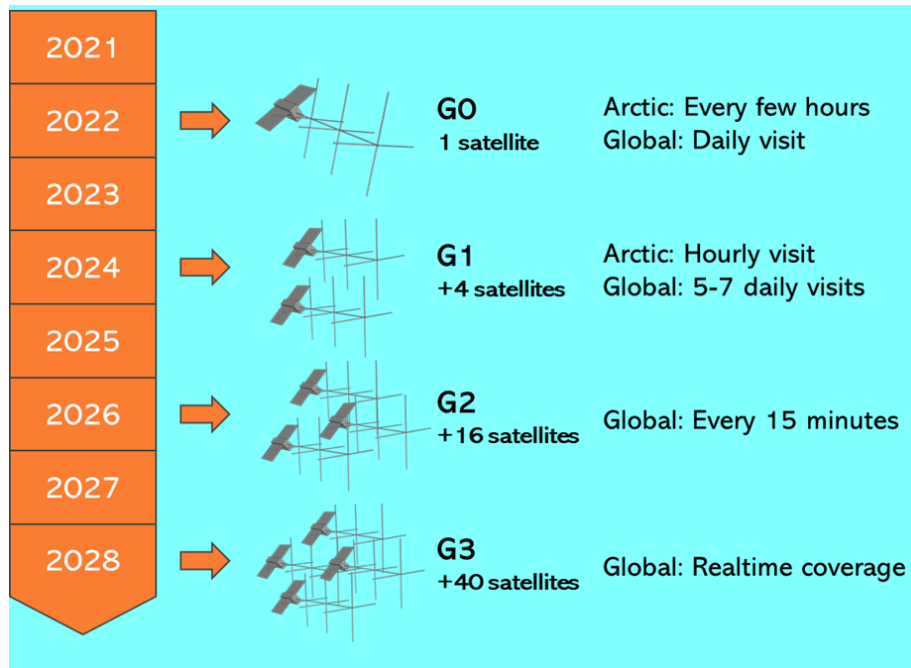 2021
2022
2023
2024
2025
2026
2027
2028
G0
1 satellite
Arctic: Every few hours
Global: Daily visit
G1
+4 satellites
Arctic: Hourly visit
Global: 5-7 daily visits
G2
+16 satellites
Global: Every 15 minutes
G3
+40 satellites
Global: Realtime coverage